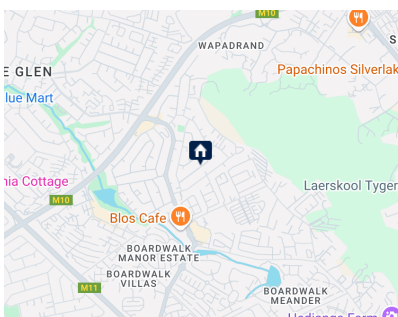 M10
WAPADRAND
S
Papachinos Silverlak
E GLEN
lue Mart
nia Cottage
Laerskool Tyger
M10
Blos Cafe
BOARDWALK
MANOR ESTATE
BOARDWALK
VILLAS
M11
BOARDWALK
MEANDER